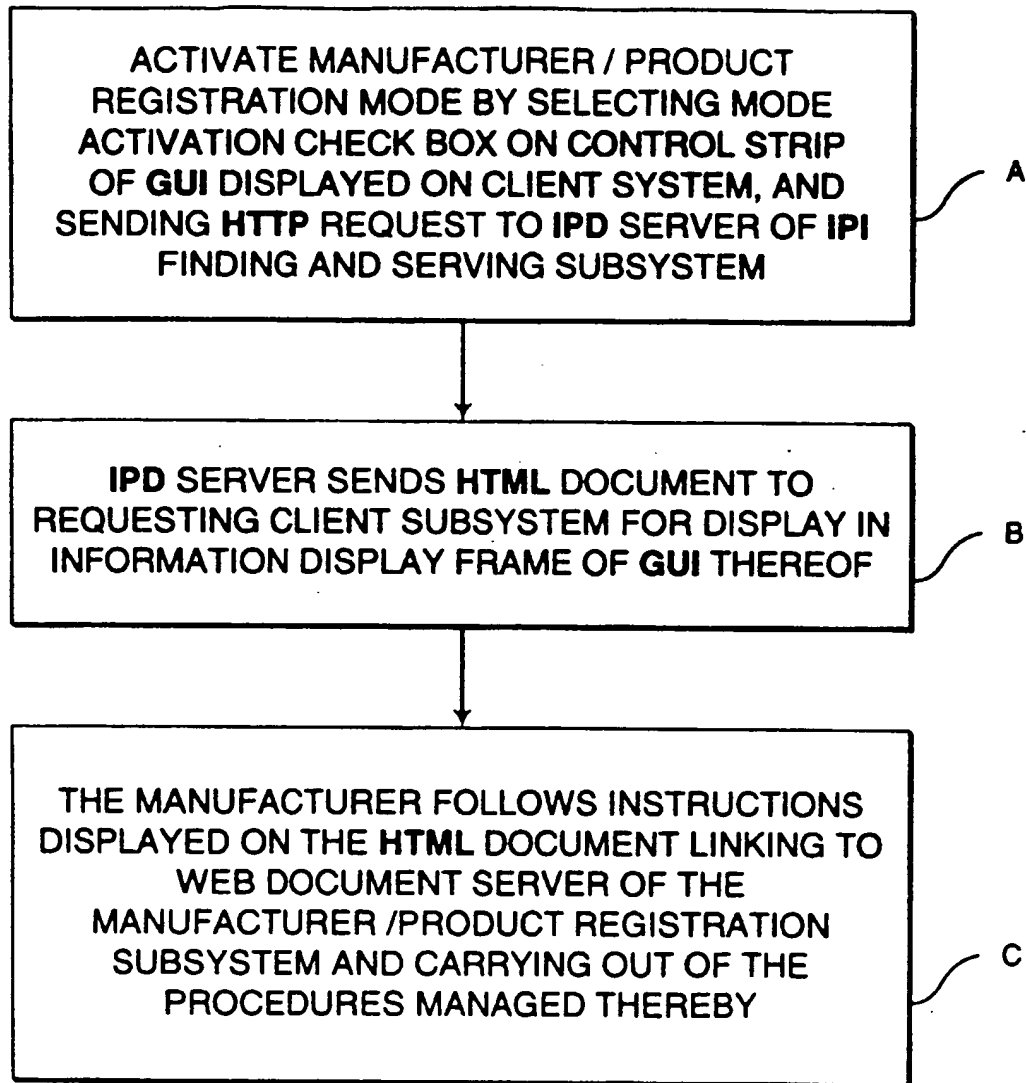 ACTIVATE MANUFACTURER / PRODUCT
REGISTRATION MODE BY SELECTING MODE
ACTIVATION CHECK BOX ON CONTROL STRIP
OF GUI DISPLAYED ON CLIENT SYSTEM, AND
SENDING HTTP REQUEST TO IPD SERVER OF IPI
FINDING AND SERVING SUBSYSTEM
A
IPD SERVER SENDS HTML DOCUMENT TO
REQUESTING CLIENT SUBSYSTEM FOR DISPLAY IN
INFORMATION DISPLAY FRAME OF GUI THEREOF
B
THE MANUFACTURER FOLLOWS INSTRUCTIONS
DISPLAYED ON THE HTML DOCUMENT LINKING TO
WEB DOCUMENT SERVER OF THE
MANUFACTURER /PRODUCT REGISTRATION
SUBSYSTEM AND CARRYING OUT OF THE
PROCEDURES MANAGED THEREBY
C